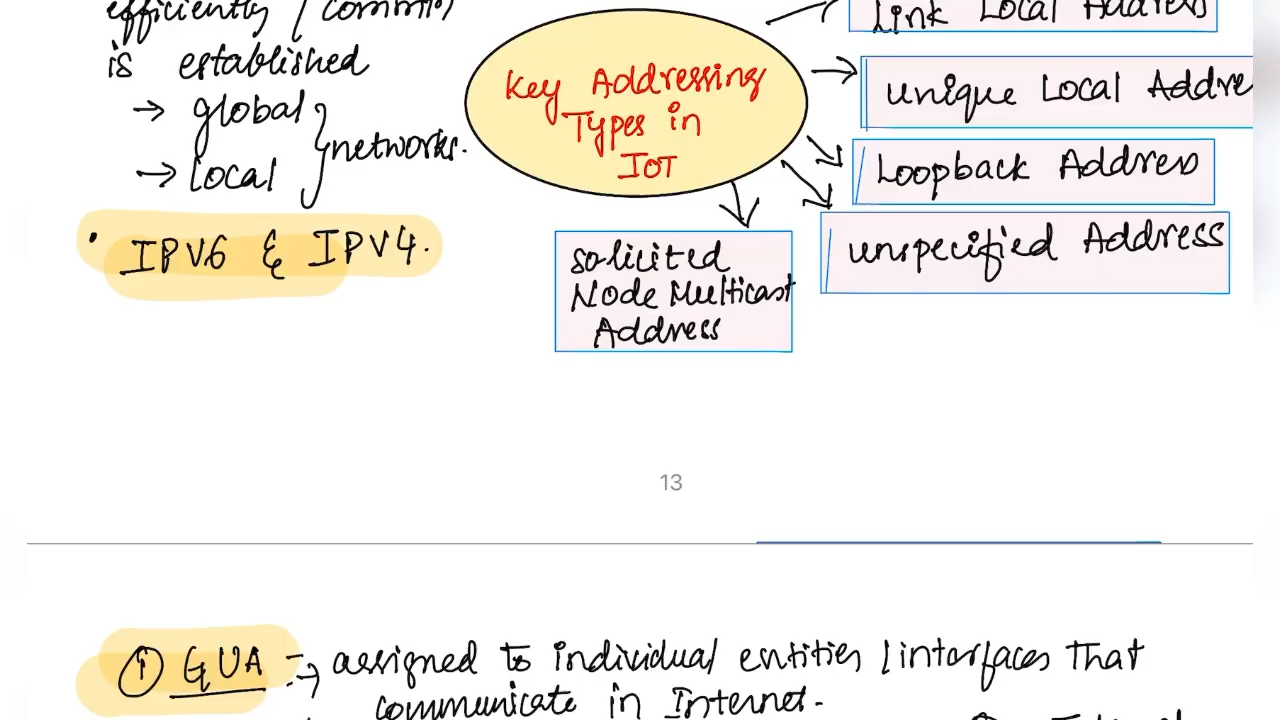 efficiently /
is established
→ global
→ local
} networks.
• IPV6 & IPV4.
Key Addressing
Types in
IOT
Link Local Address
unique Local Addre
Loopback Address
unspecified Address
solicited
Node Multicast
Address
13
① GUA → assigned to individual entities / interfaces that
communicate in Internet.